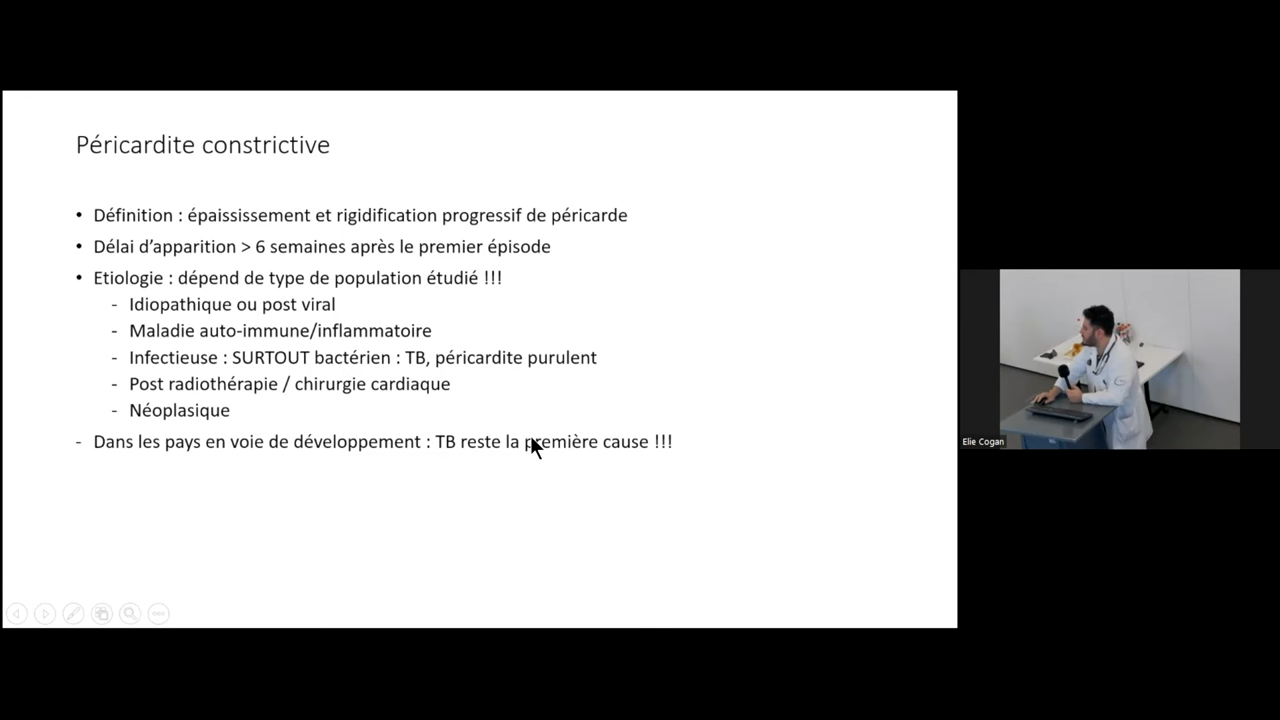 Péricardite constrictive
• Définition : épaississement et rigidification progressif de péricarde
• Délai d’apparition > 6 semaines après le premier épisode
• Etiologie : dépend de type de population étudié !!!
- Idiopathique ou post viral
- Maladie auto-immune/inflammatoire
- Infectieuse : SURTOUT bactérien : TB, péricardite purulent
- Post radiothérapie / chirurgie cardiaque
- Néoplasique
- Dans les pays en voie de développement : TB reste la première cause !!!
Elie Cogan